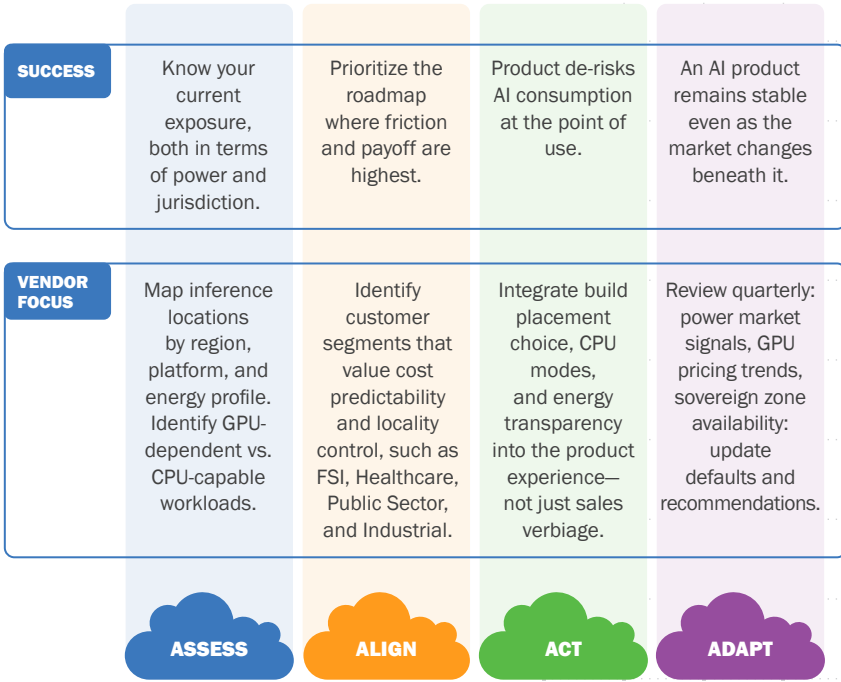 SUCCESS
Know your
current
exposure,
both in terms
of power and
jurisdiction.
Prioritize the
roadmap
where friction
and payoff are
highest.
Product de-risks
AI consumption
at the point of
use.
An AI product
remains stable
even as the
market changes
beneath it.
VENDOR
FOCUS
Map inference
locations
by region,
platform, and
energy profile.
Identify GPU-
dependent vs.
CPU-capable
workloads.
Identify
customer
segments that
value cost
predictability
and locality
control, such as
FSI, Healthcare,
Public Sector,
and Industrial.
Integrate build
placement
choice, CPU
modes,
and energy
transparency
into the product
experience—
not just sales
verbiage.
Review quarterly:
power market
signals, GPU
pricing trends,
sovereign zone
availability:
update
defaults and
recommendations.
ASSESS
ALIGN
ACT
ADAPT